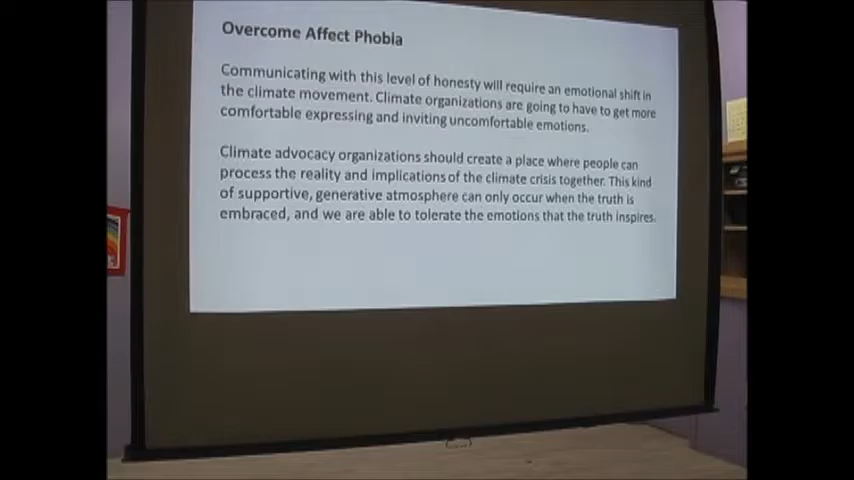 Overcome Affect Phobia
Communicating with this level of honesty will require an emotional shift in
the climate movement. Climate organizations are going to have to get more
comfortable expressing and inviting uncomfortable emotions.
Climate advocacy organizations should create a place where people can
process the reality and implications of the climate crisis together. This kind
of supportive, generative atmosphere can only occur when the truth is
embraced, and we are able to tolerate the emotions that the truth inspires.